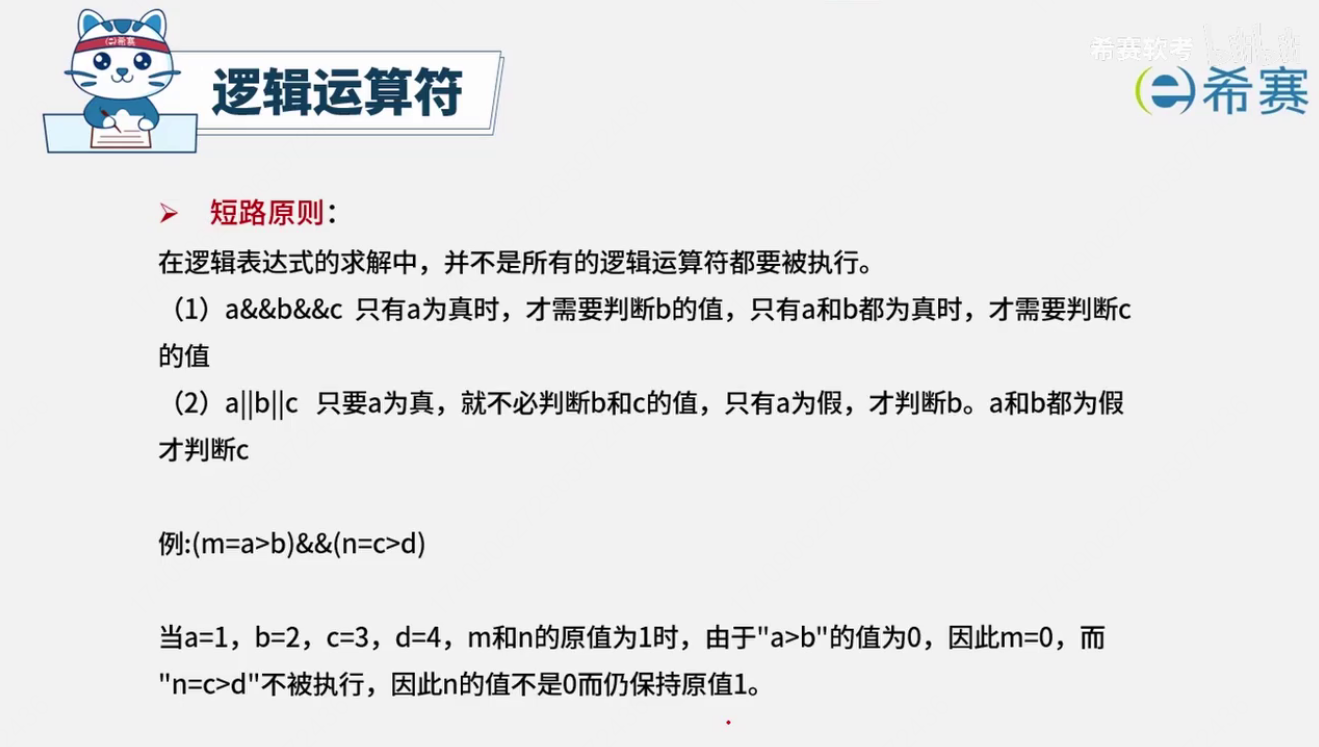 希赛
逻辑运算符
希赛软考
希赛
短路原则：
在逻辑表达式的求解中，并不是所有的逻辑运算符都要被执行。
（1）a&&b&&c 只有a为真时，才需要判断b的值，只有a和b都为真时，才需要判断c
的值
（2）a||b||c 只要a为真，就不必判断b和c的值，只有a为假，才判断b。a和b都为假
才判断c
例:(m=a>b)&&(n=c>d)
当a=1，b=2，c=3，d=4，m和n的原值为1时，由于"a>b"的值为0，因此m=0，而
"n=c>d"不被执行，因此n的值不是0而仍保持原值1。